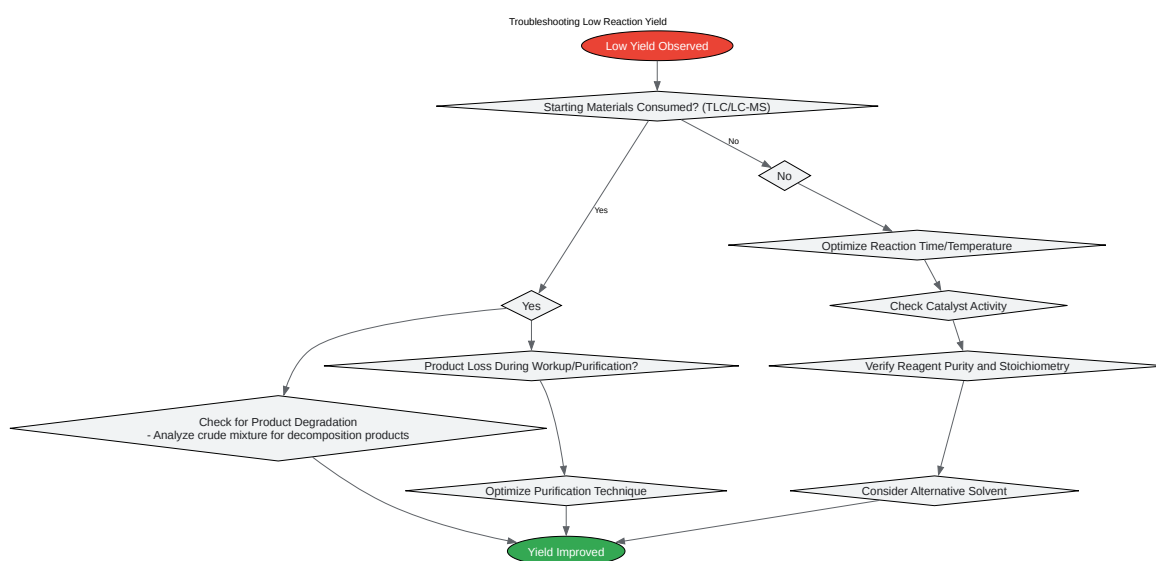 Troubleshooting Low Reaction Yield
Low Yield Observed
Starting Materials Consumed? (TLC/LC-MS)
No
No
Yes
Optimize Reaction Time/Temperature
Yes
Check Catalyst Activity
Product Loss During Workup/Purification?
Verify Reagent Purity and Stoichiometry
Check for Product Degradation
- Analyze crude mixture for decomposition products
Optimize Purification Technique
Consider Alternative Solvent
Yield Improved